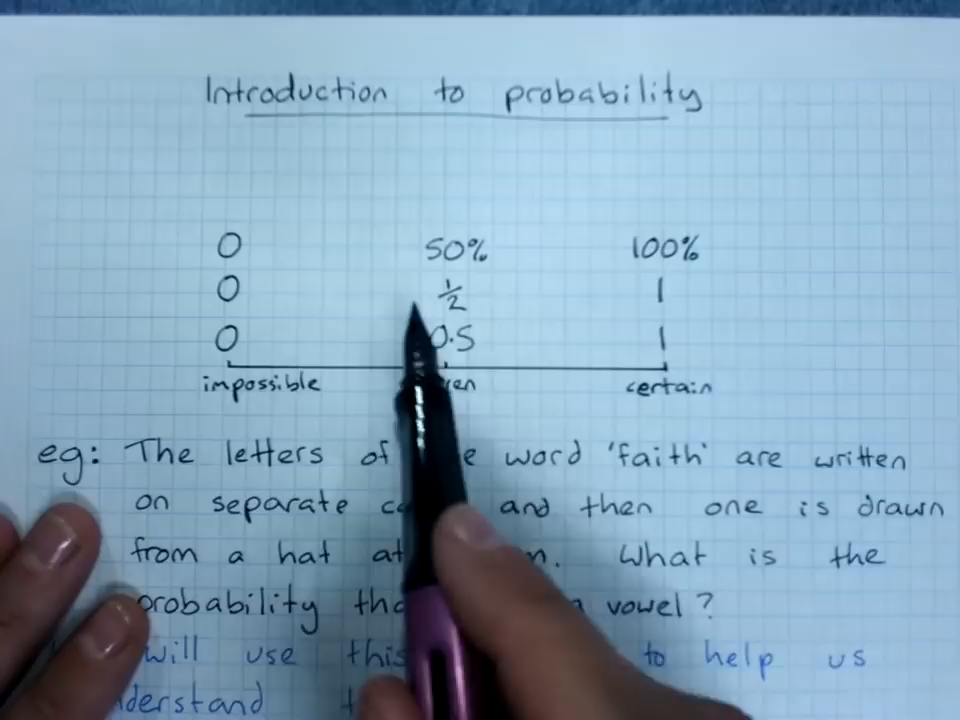 Introduction to probability
0 50% 100%
0 ½ 1
0 0.5 1
impossible certain
eg: The letters of word 'faith' are written
on separate and then one is drawn
from a hat at What is the
probability vowel?
will use this to help us